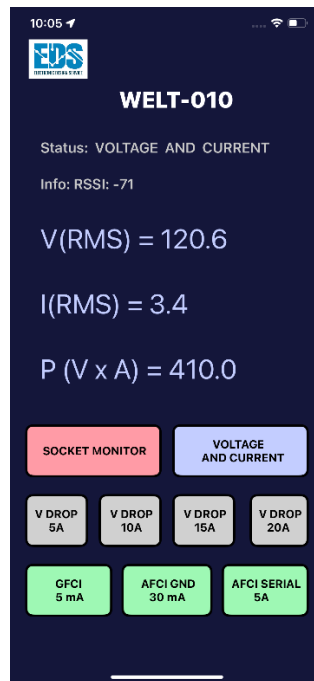 10:05
EDS
WELT-010
Status: VOLTAGE AND CURRENT
Info: RSSI: -71
V(RMS) = 120.6
I(RMS) = 3.4
P (V x A) = 410.0
SOCKET MONITOR
VOLTAGE
AND CURRENT
V DROP
5A
V DROP
10A
V DROP
15A
V DROP
20A
GFCI
5 mA
AFCI GND
30 mA
AFCI SERIAL
5A